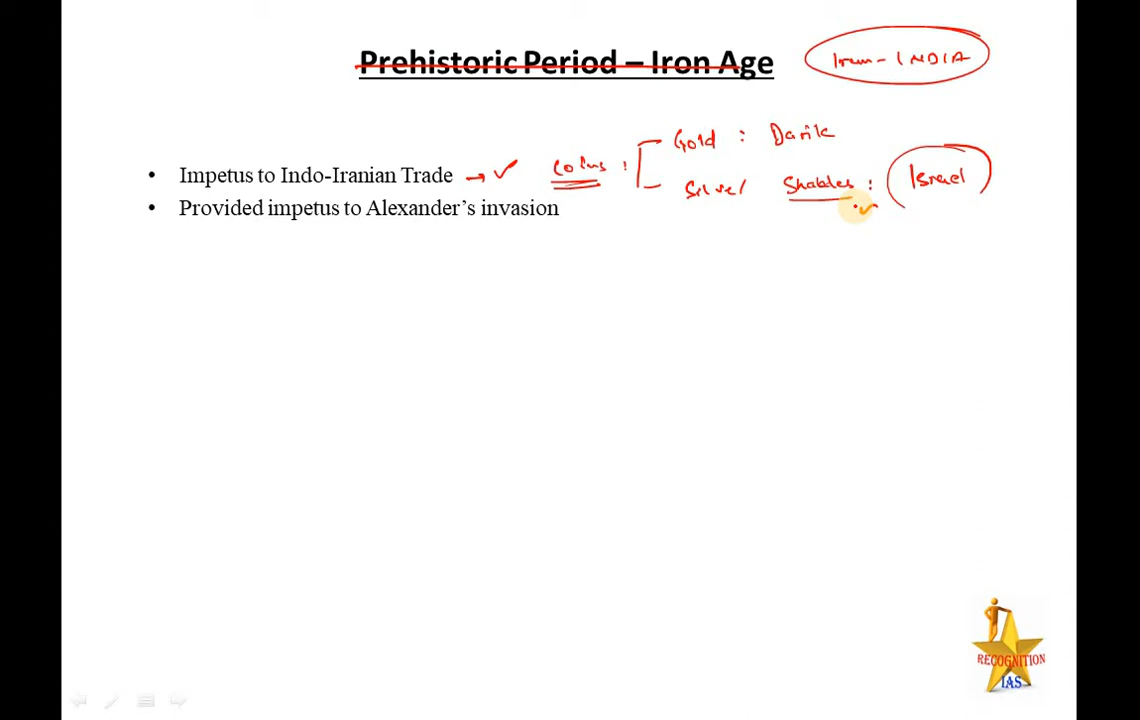 Prehistoric Period – Iron Age
Iran - INDIA
Gold : Darik
• Impetus to Indo-Iranian Trade → ✓ Coins :
Silver Shables : Israel
• Provided impetus to Alexander’s invasion
RECOGNITION
IAS